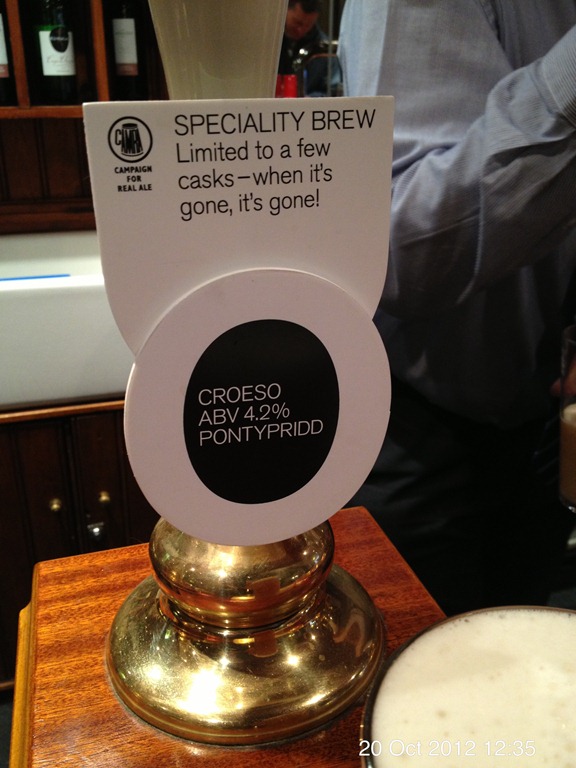 CAMRA
CAMPAIGN
FOR
REAL ALE
SPECIALITY BREW
Limited to a few
casks–when it's
gone, it's gone!
CROESO
ABV 4.2%
PONTYPRIDD
20 Oct 2012 12:35